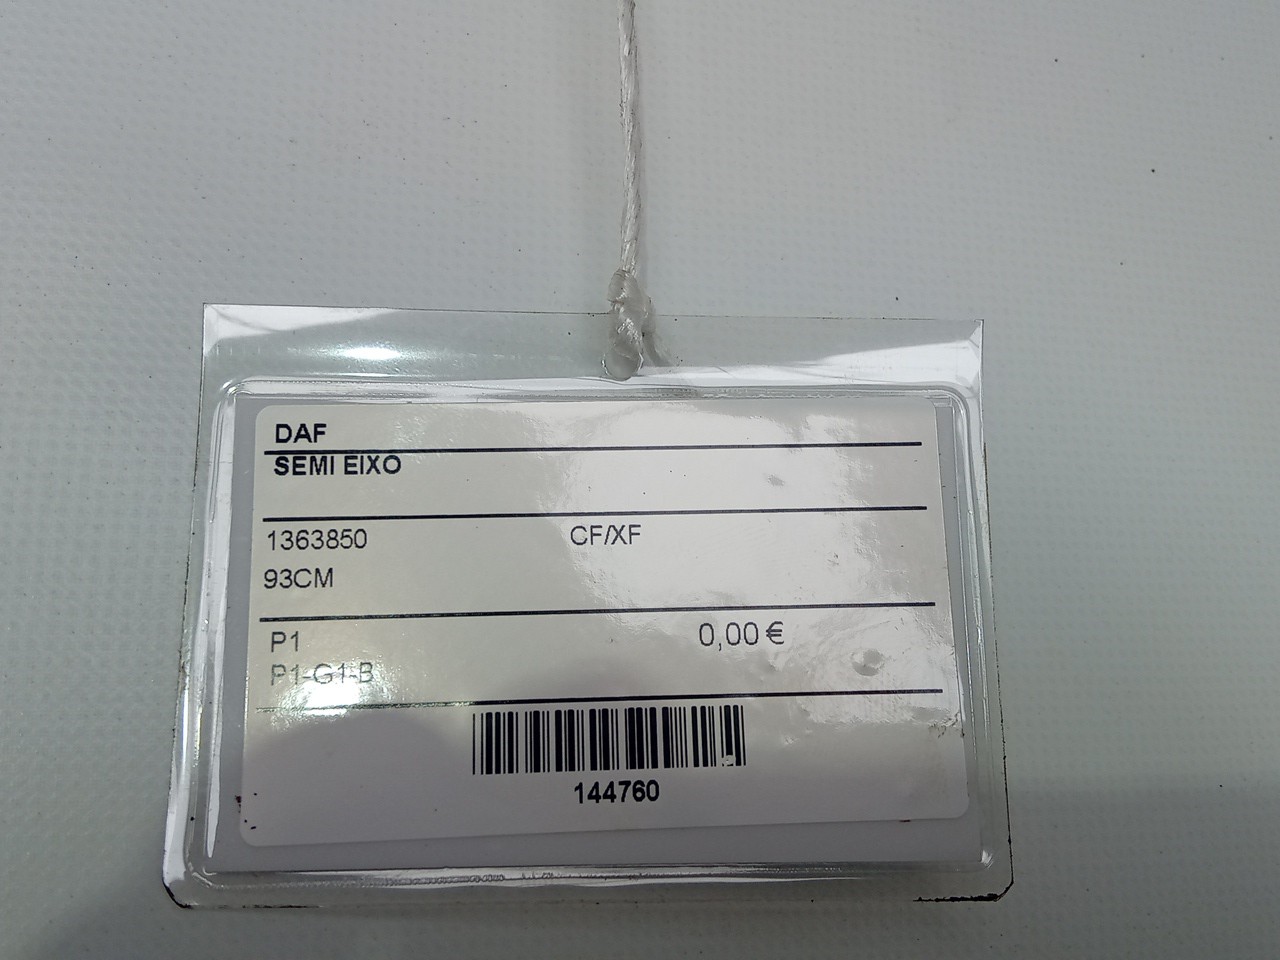 DAF
SEMI EIXO
1363850 CF/XF
93CM
P1 0,00 €
P1-G1-B
144760